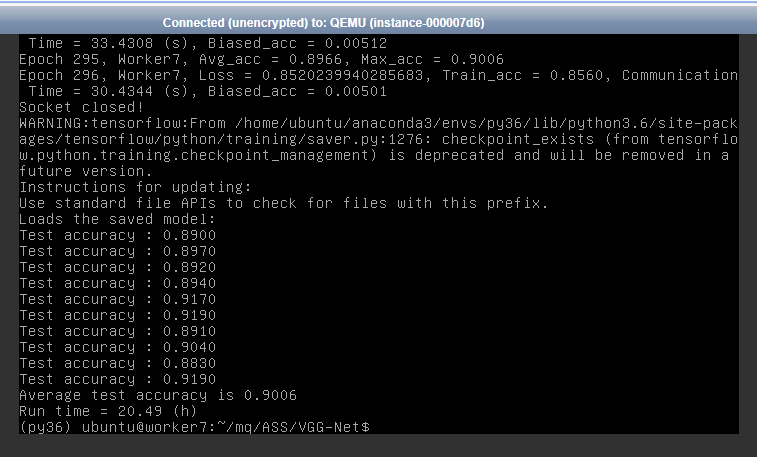 Connected (unencrypted) to: QEMU (instance-000007d6)
Time = 33.4308 (s), Biased_acc = 0.00512
Epoch 295, Worker7, Avg_acc = 0.8966, Max_acc = 0.9006
Epoch 296, Worker7, Loss = 0.8520239940285683, Train_acc = 0.8560, Communication
Time = 30.4344 (s), Biased_acc = 0.00501
Socket closed!
WARNING:tensorflow:From /home/ubuntu/anaconda3/envs/py36/lib/python3.6/site-pack
ages/tensorflow/python/training/saver.py:1276: checkpoint_exists (from tensorflo
w.python.training.checkpoint_management) is deprecated and will be removed in a
future version.
Instructions for updating:
Use standard file APIs to check for files with this prefix.
Loads the saved model:
Test accuracy : 0.8900
Test accuracy : 0.8970
Test accuracy : 0.8920
Test accuracy : 0.8940
Test accuracy : 0.9170
Test accuracy : 0.9190
Test accuracy : 0.8910
Test accuracy : 0.9040
Test accuracy : 0.8830
Test accuracy : 0.9190
Average test accuracy is 0.9006
Run time = 20.49 (h)
(py36) ubuntu@worker7:~/mq/ASS/VGG-Net$